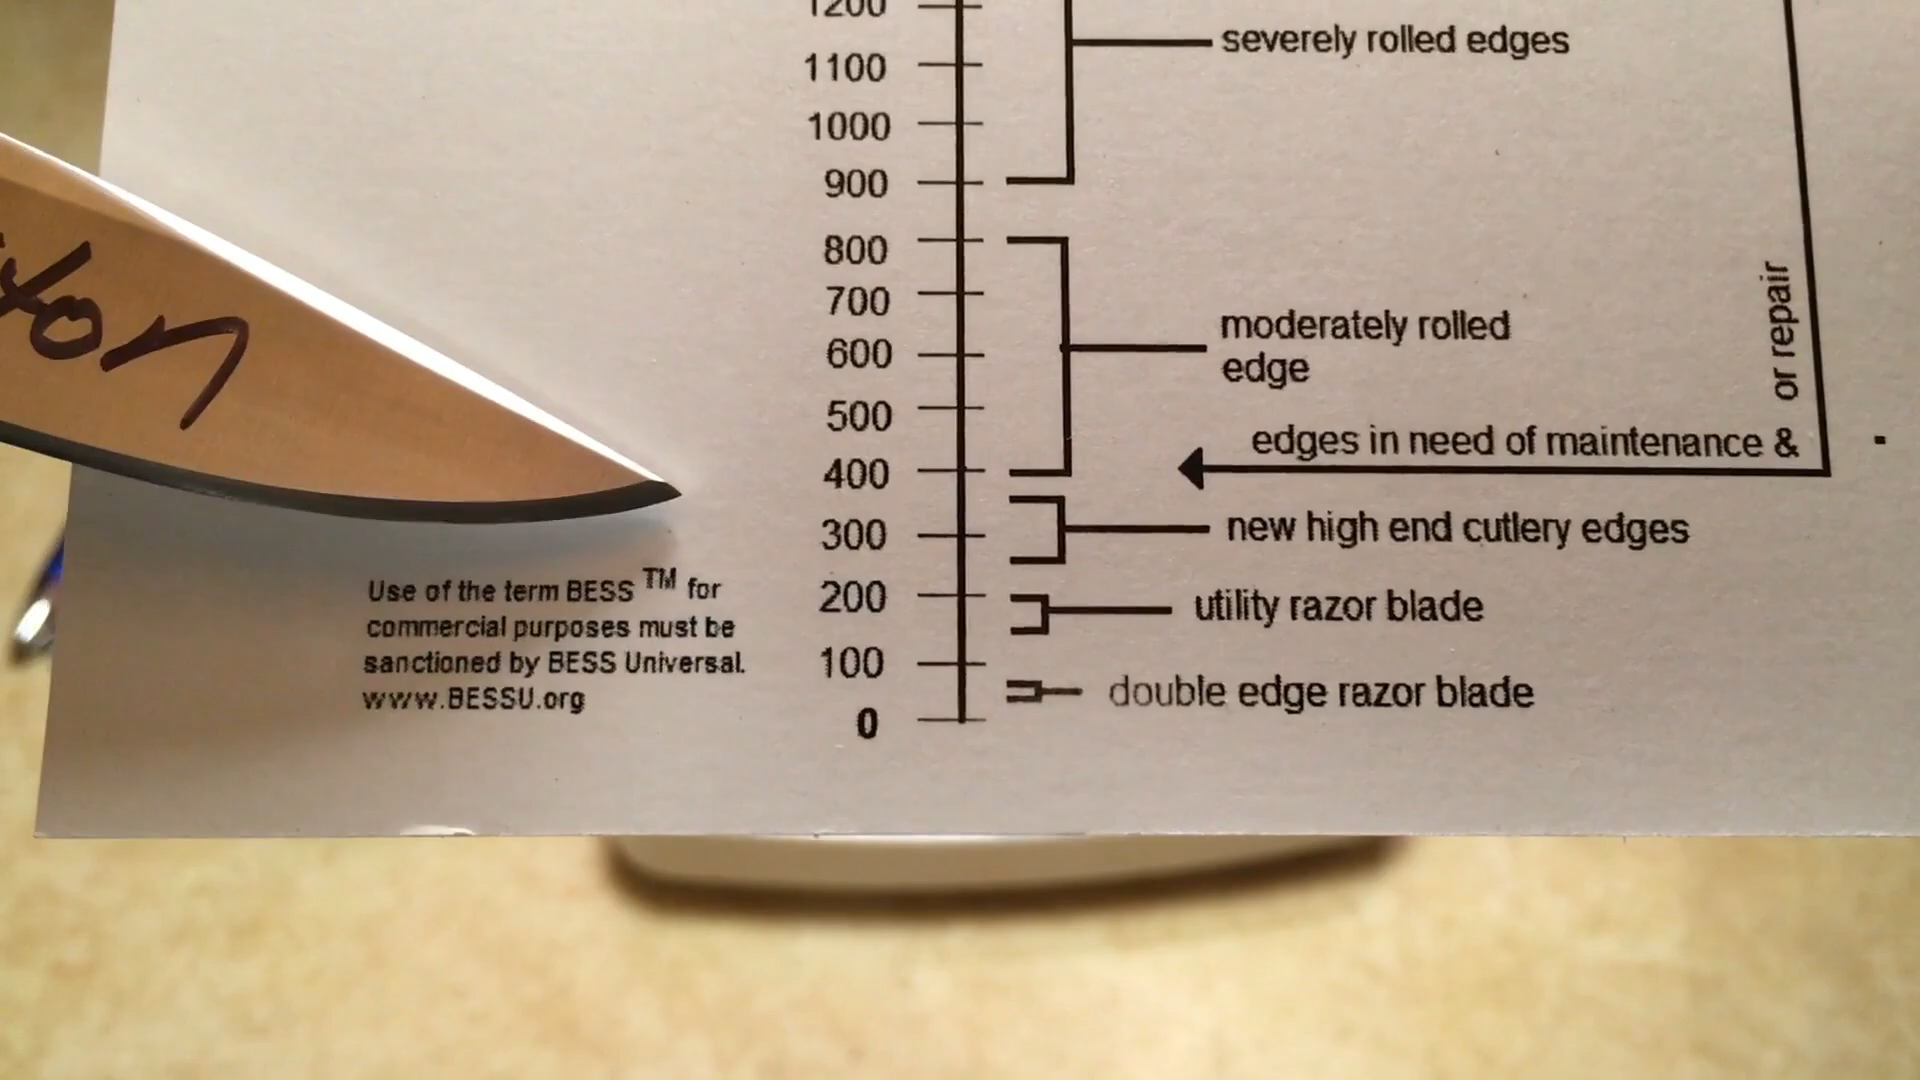 1200
severely rolled edges
1100
1000
900
800
700
moderately rolled
600
edge
500
or repair
edges in need of maintenance &
400
new high end cutlery edges
300
200
utility razor blade
100
double edge razor blade
0
Use of the term BESS TM for
commercial purposes must be
sanctioned by BESS Universal.
www.BESSU.org